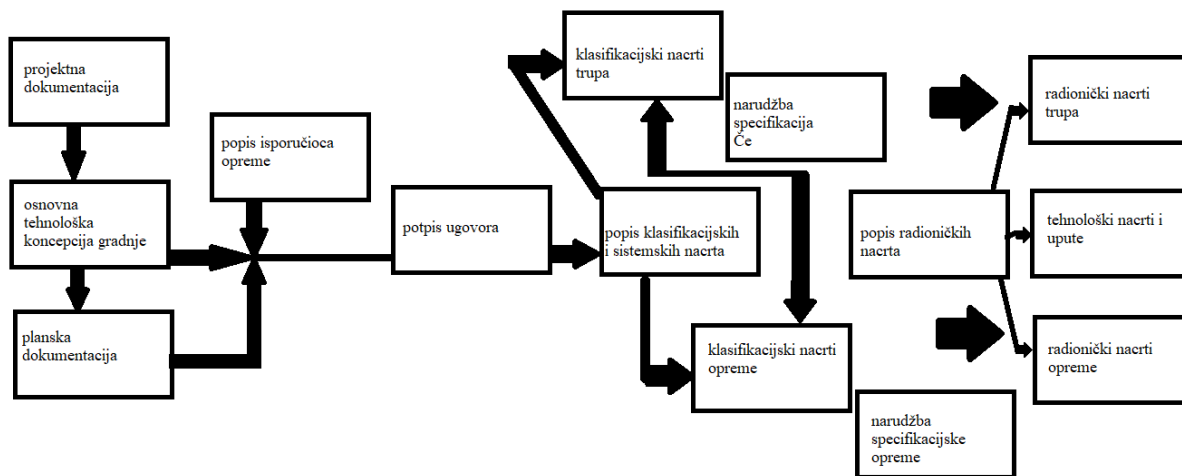 projektna
dokumentacija
osnovna
tehnološka
koncepcija gradnje
planska
dokumentacija
popis isporučioca
opreme
potpis ugovora
klasifikacijski nacrti
trupa
popis klasifikacijskih
i sistemskih nacrta
narudžba
specifikacija
Če
klasifikacijski nacrti
opreme
narudžba
specifikacijske
opreme
popis radioničkih
nacrta
radionički nacrti
trupa
tehnološki nacrti i
upute
radionički nacrti
opreme